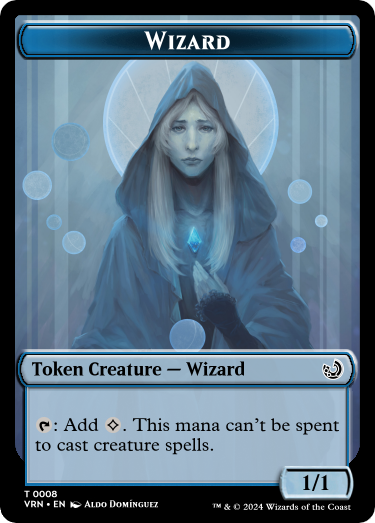 Wizard
Token Creature — Wizard
: Add . This mana can't be spent
to cast creature spells.
1/1
T 0008
VRN • EN Aldo Domínguez
™ & © 2024 Wizards of the Coast